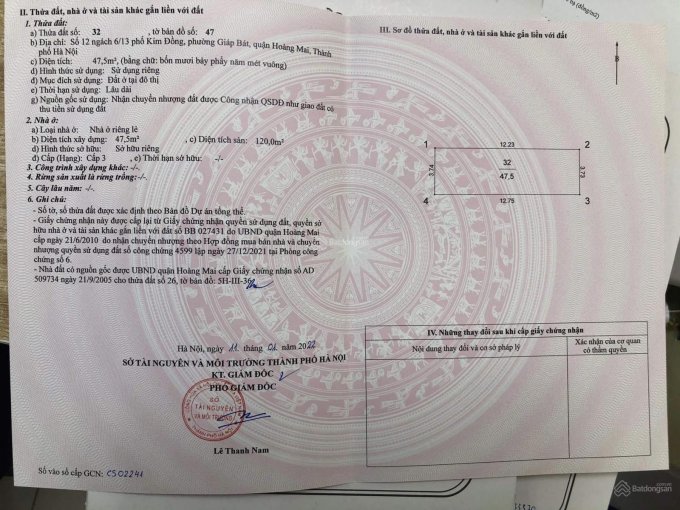 II. Thửa đất, nhà ở và tài sản khác gắn liền với đất
1. Thửa đất:
a) Thửa đất số: 32 , tờ bản đồ số: 47
b) Địa chỉ: Số 12 ngách 6/13 phố Kim Đồng, phường Giáp Bát, quận Hoàng Mai, Thành
phố Hà Nội
c) Diện tích: 47,5m², (bằng chữ: bốn mươi bảy phẩy năm mét vuông)
d) Hình thức sử dụng: Sử dụng riêng
đ) Mục đích sử dụng: Đất ở tại đô thị
e) Thời hạn sử dụng: Lâu dài
g) Nguồn gốc sử dụng: Nhận chuyển nhượng đất được Công nhận QSDĐ như giao đất có
thu tiền sử dụng đất
2. Nhà ở:
a) Loại nhà ở: Nhà ở riêng lẻ
b) Diện tích xây dựng: 47,5m² , c) Diện tích sàn: 120,0m²
d) Hình thức sở hữu: Sở hữu riêng
đ) Cấp (Hạng): Cấp 3 , e) Thời hạn sở hữu: -/-
3. Công trình xây dựng khác: -/-
4. Rừng sản xuất là rừng trồng: -/-
5. Cây lâu năm: -/-
6. Ghi chú:
- Số tờ, số thửa đất được xác định theo Bản đồ Dự án tổng thể.
- Giấy chứng nhận này được cấp lại từ Giấy chứng nhận quyền sử dụng đất, quyền sở
hữu nhà ở và tài sản khác gắn liền với đất số BB 027431 do UBND quận Hoàng Mai
cấp ngày 21/6/2010 do nhận chuyển nhượng theo Hợp đồng mua bán nhà và chuyển
nhượng quyền sử dụng đất số công chứng 4599 lập ngày 27/12/2021 tại Phòng công
chứng số 6.
- Nhà đất có nguồn gốc được UBND quận Hoàng Mai cấp Giấy chứng nhận số AD
509734 ngày 21/9/2005 cho thửa đất số 26, tờ bản đồ: 5H-III-36
Hà Nội, ngày 11 tháng 01 năm 2022
SỞ TÀI NGUYÊN VÀ MÔI TRƯỜNG THÀNH PHỐ HÀ NỘI
KT. GIÁM ĐỐC
PHÓ GIÁM ĐỐC
SỞ
TÀI NGUYÊN
VÀ MÔI TRƯỜNG
Lê Thanh Nam
Số vào sổ cấp GCN: CS02241
III. Sơ đồ thửa đất, nhà ở và tài sản khác gắn liền với đất
B
1 12.23 2
3.74 32 3.73
47,5
4 12.75 3
IV. Những thay đổi sau khi cấp giấy chứng nhận
Nội dung thay đổi và cơ sở pháp lý
Xác nhận của cơ quan
có thẩm quyền
Batdongsan